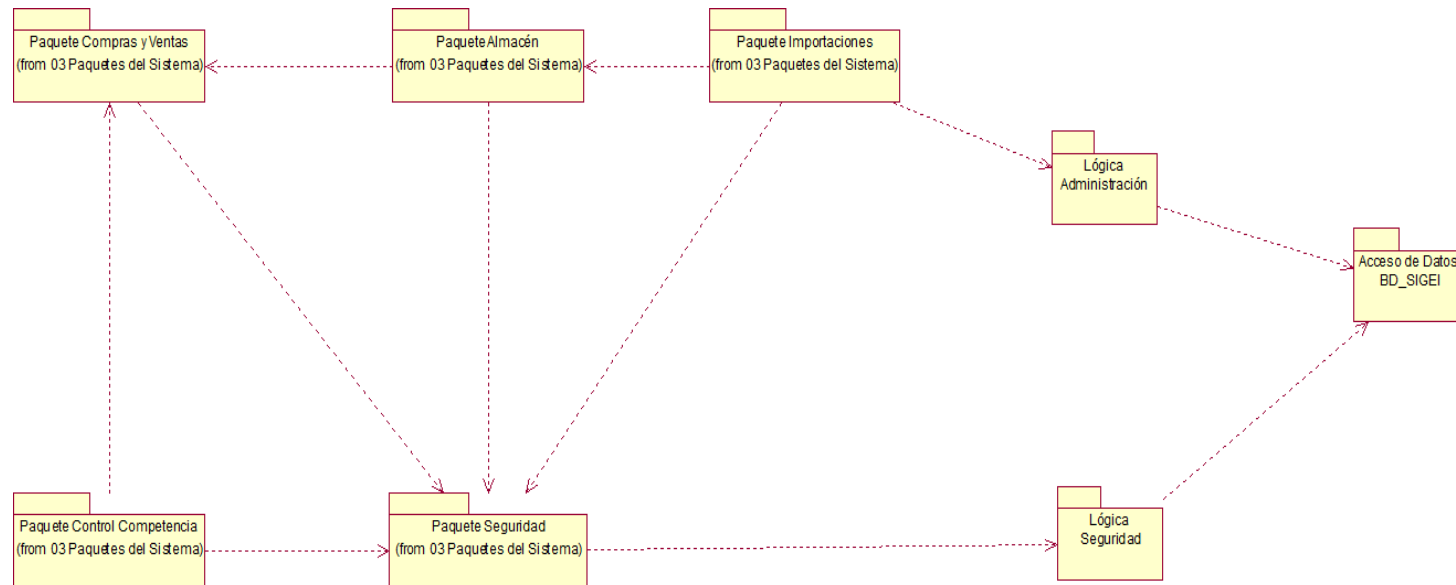 Paquete Compras y Ventas
(from 03 Paquetes del Sistema)
Paquete Almacén
(from 03 Paquetes del Sistema)
Paquete Importaciones
(from 03 Paquetes del Sistema)
Lógica
Administración
Acceso de Datos
BD_SIGEI
Paquete Control Competencia
(from 03 Paquetes del Sistema)
Paquete Seguridad
(from 03 Paquetes del Sistema)
Lógica
Seguridad